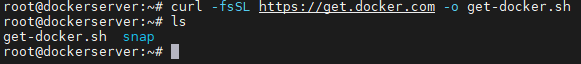 root@dockerserver:~# curl -fsSL https://get.docker.com -o get-docker.sh
root@dockerserver:~# ls
get-docker.sh  snap
root@dockerserver:~#